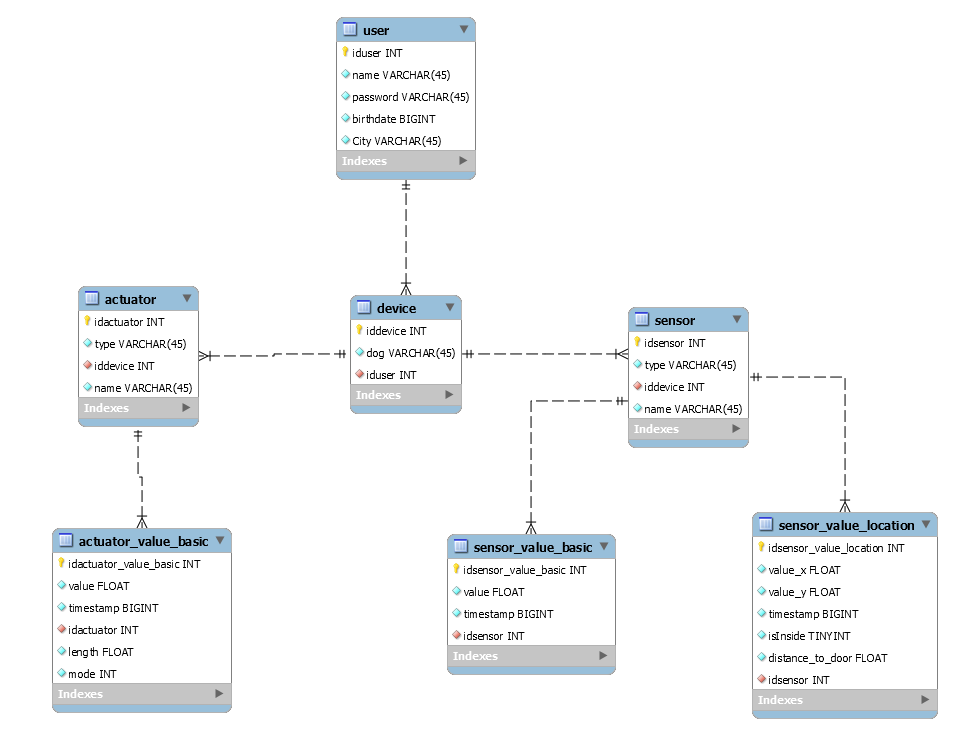 user
iduser INT
name VARCHAR(45)
password VARCHAR(45)
birthdate BIGINT
City VARCHAR(45)
Indexes
actuator
idactuator INT
type VARCHAR(45)
iddevice INT
name VARCHAR(45)
Indexes
device
iddevice INT
dog VARCHAR(45)
iduser INT
Indexes
sensor
idsensor INT
type VARCHAR(45)
iddevice INT
name VARCHAR(45)
Indexes
actuator_value_basic
idactuator_value_basic INT
value FLOAT
timestamp BIGINT
idactuator INT
length FLOAT
mode INT
Indexes
sensor_value_basic
idsensor_value_basic INT
value FLOAT
timestamp BIGINT
idsensor INT
Indexes
sensor_value_location
idsensor_value_location INT
value_x FLOAT
value_y FLOAT
timestamp BIGINT
isInside TINYINT
distance_to_door FLOAT
idsensor INT
Indexes